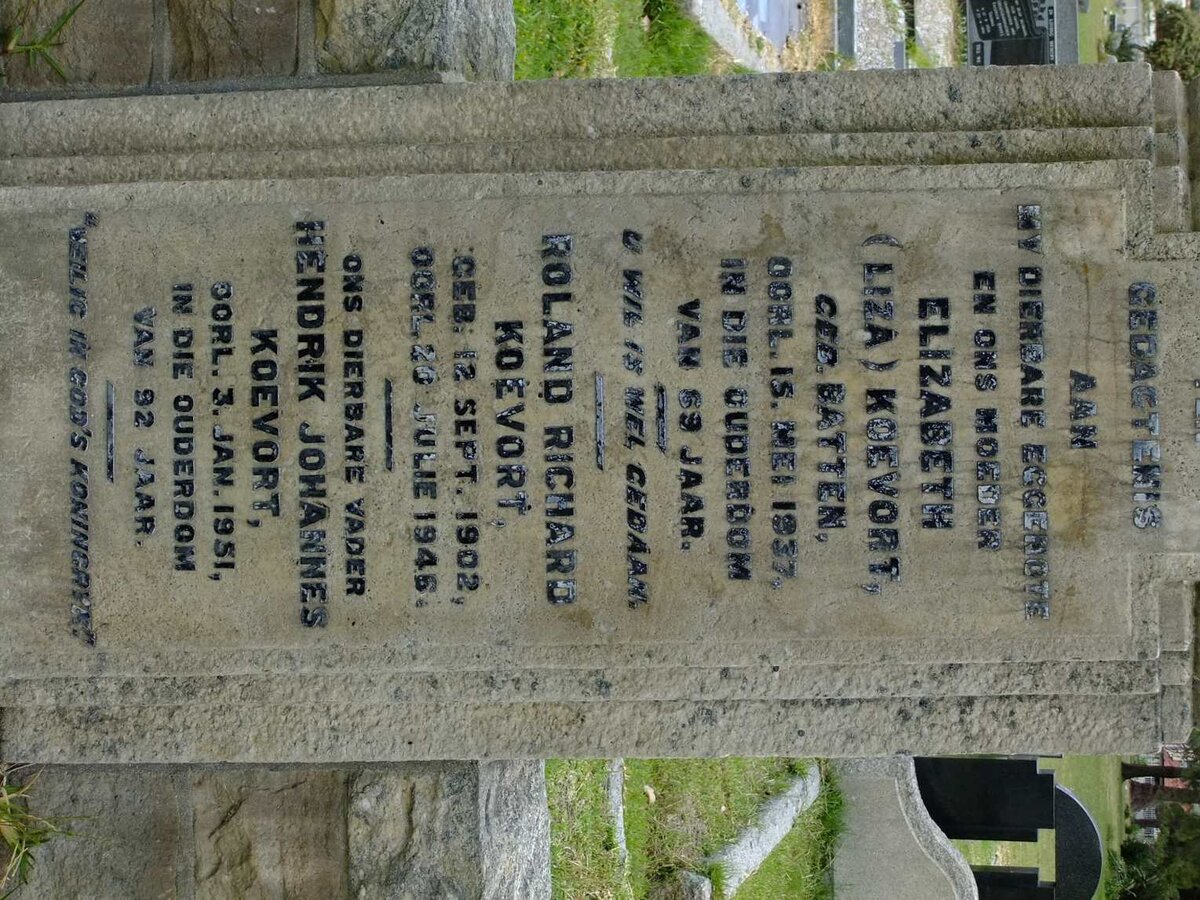 GEDAGTENIS
AAN
MY DIERBARE EGGENOTE
EN ONS MOEDER
ELIZABETH
(LIZA) KOEVORT,
GEB. BATTEN,
OORL. 15. MEI 1937,
IN DIE OUDERDOM
VAN 69 JAAR.
U WIL IS WEL GEDAAN.
ROLAND RICHARD
KOEVORT,
GEB: 12 SEPT. 1902,
OORL. 26 JULIE 1946.
ONS DIERBARE VADER
HENDRIK JOHANNES
KOEVORT,
OORL. 3. JAN. 1951,
IN DIE OUDERDOM
VAN 92 JAAR.
"VEILIG IN GOD'S KONINGRYK."